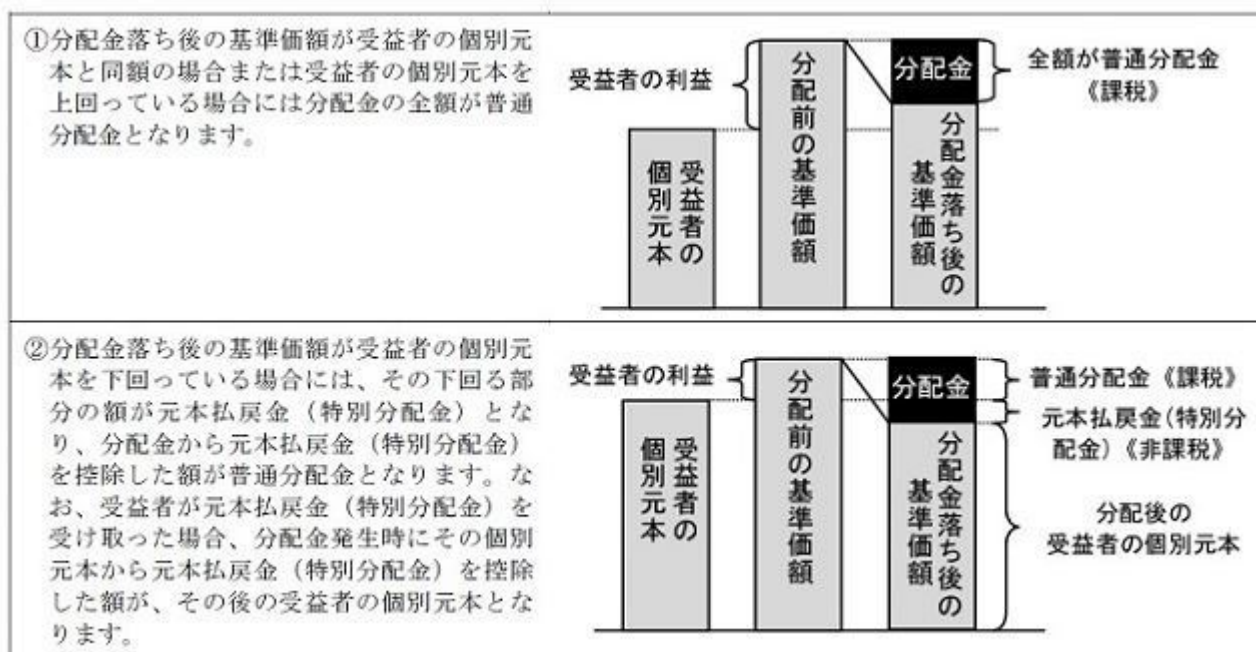 ①分配金落ち後の基準価額が受益者の個別元
本と同額の場合または受益者の個別元本を
上回っている場合には分配金の全額が普通
分配金となります。
受益者の利益
受益者の
個別元本
分配前の基準価額
分配金
分配金落ち後の
基準価額
全額が普通分配金
《課税》
②分配金落ち後の基準価額が受益者の個別元
本を下回っている場合には、その下回る部
分の額が元本払戻金（特別分配金）とな
り、分配金から元本払戻金（特別分配金）
を控除した額が普通分配金となります。な
お、受益者が元本払戻金（特別分配金）を
受け取った場合、分配金発生時にその個別
元本から元本払戻金（特別分配金）を控除
した額が、その後の受益者の個別元本とな
ります。
受益者の利益
受益者の
個別元本
分配前の基準価額
分配金
分配金落ち後の
基準価額
普通分配金《課税》
元本払戻金（特別分
配金）《非課税》
分配後の
受益者の個別元本